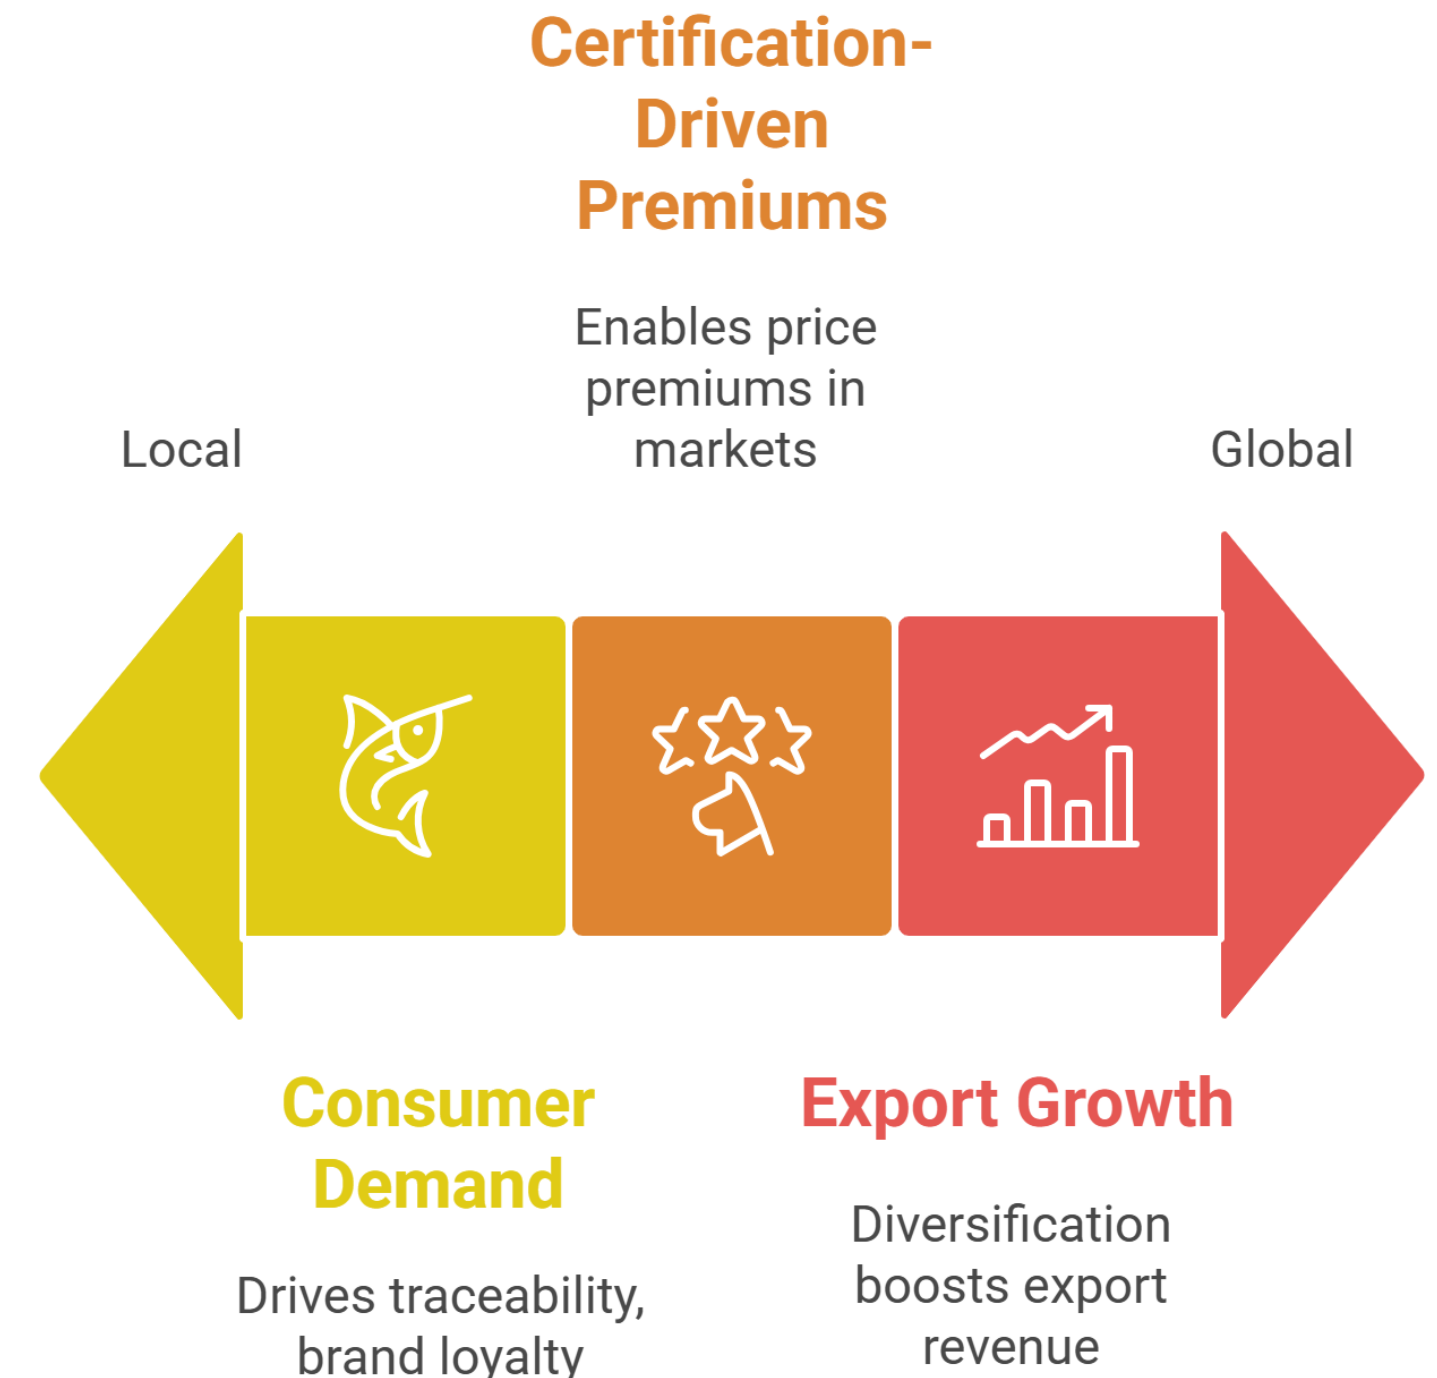 Certification-
Driven
Premiums
Enables price
premiums in
markets
Local
Global
Consumer
Demand
Drives traceability,
brand loyalty
Export Growth
Diversification
boosts export
revenue